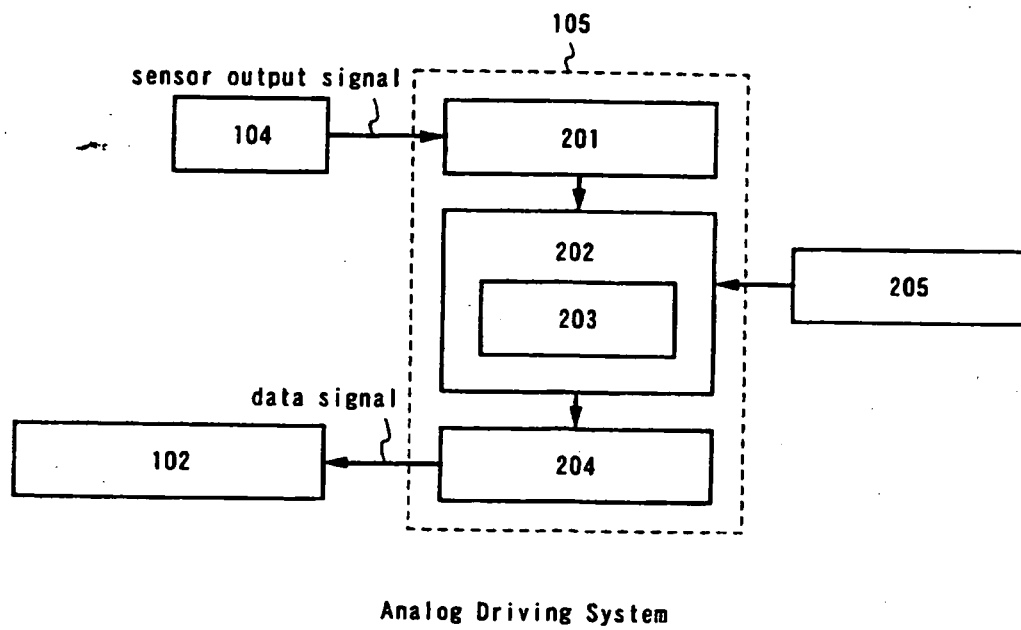 105
sensor output signal
104
201
202
205
203
data signal
102
204
Analog Driving System